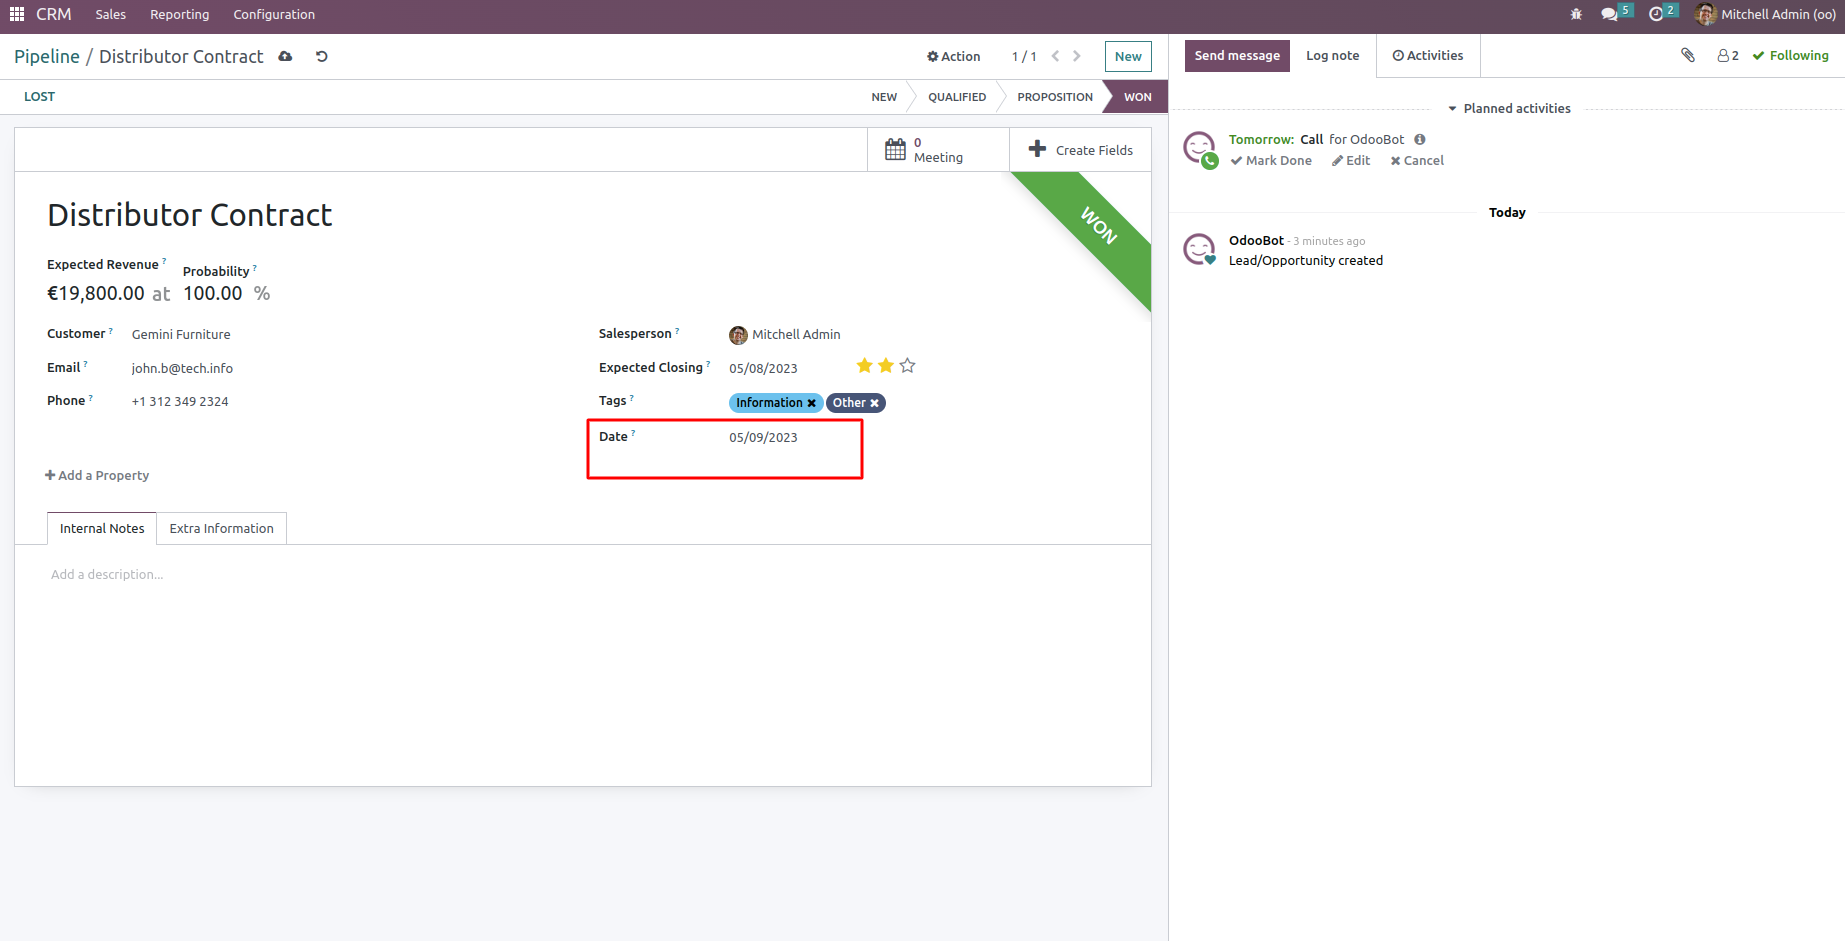 CRM Sales Reporting Configuration 5 2 Mitchell Admin (oo)
Pipeline / Distributor Contract Action 1 / 1 New
LOST NEW QUALIFIED PROPOSITION WON
0
Meeting
Create Fields
WON
Distributor Contract
Expected Revenue ? Probability ?
€19,800.00 at 100.00 %
Customer ? Gemini Furniture
Email ? john.b@tech.info
Phone ? +1 312 349 2324
Salesperson ? Mitchell Admin
Expected Closing ? 05/08/2023
Tags ? Information Other
Date ? 05/09/2023
Add a Property
Internal Notes Extra Information
Add a description...
Send message Log note Activities 2 Following
Planned activities
Tomorrow: Call for OdooBot
Mark Done Edit Cancel
Today
OdooBot - 3 minutes ago
Lead/Opportunity created